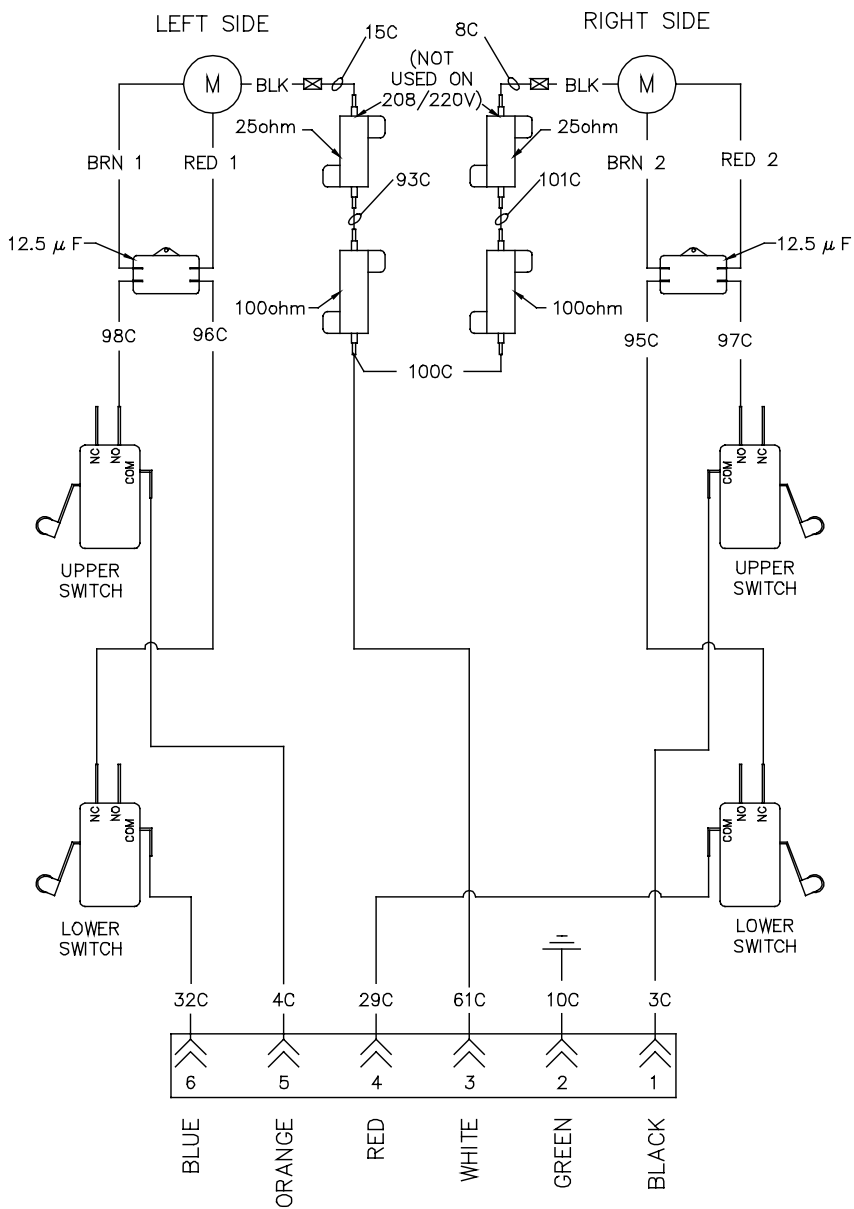 LEFT SIDE
RIGHT SIDE
15C
8C
(NOT
USED ON
208/220V)
M
BLK
BLK
M
25ohm
25ohm
BRN 1
RED 1
BRN 2
RED 2
93C
101C
12.5 μ F
12.5 μ F
100ohm
100ohm
98C
96C
95C
97C
100C
NC
NO
COM
COM
NO
NC
UPPER
SWITCH
UPPER
SWITCH
NC
NO
COM
COM
NO
NC
LOWER
SWITCH
LOWER
SWITCH
32C
4C
29C
61C
10C
3C
6
5
4
3
2
1
BLUE
ORANGE
RED
WHITE
GREEN
BLACK